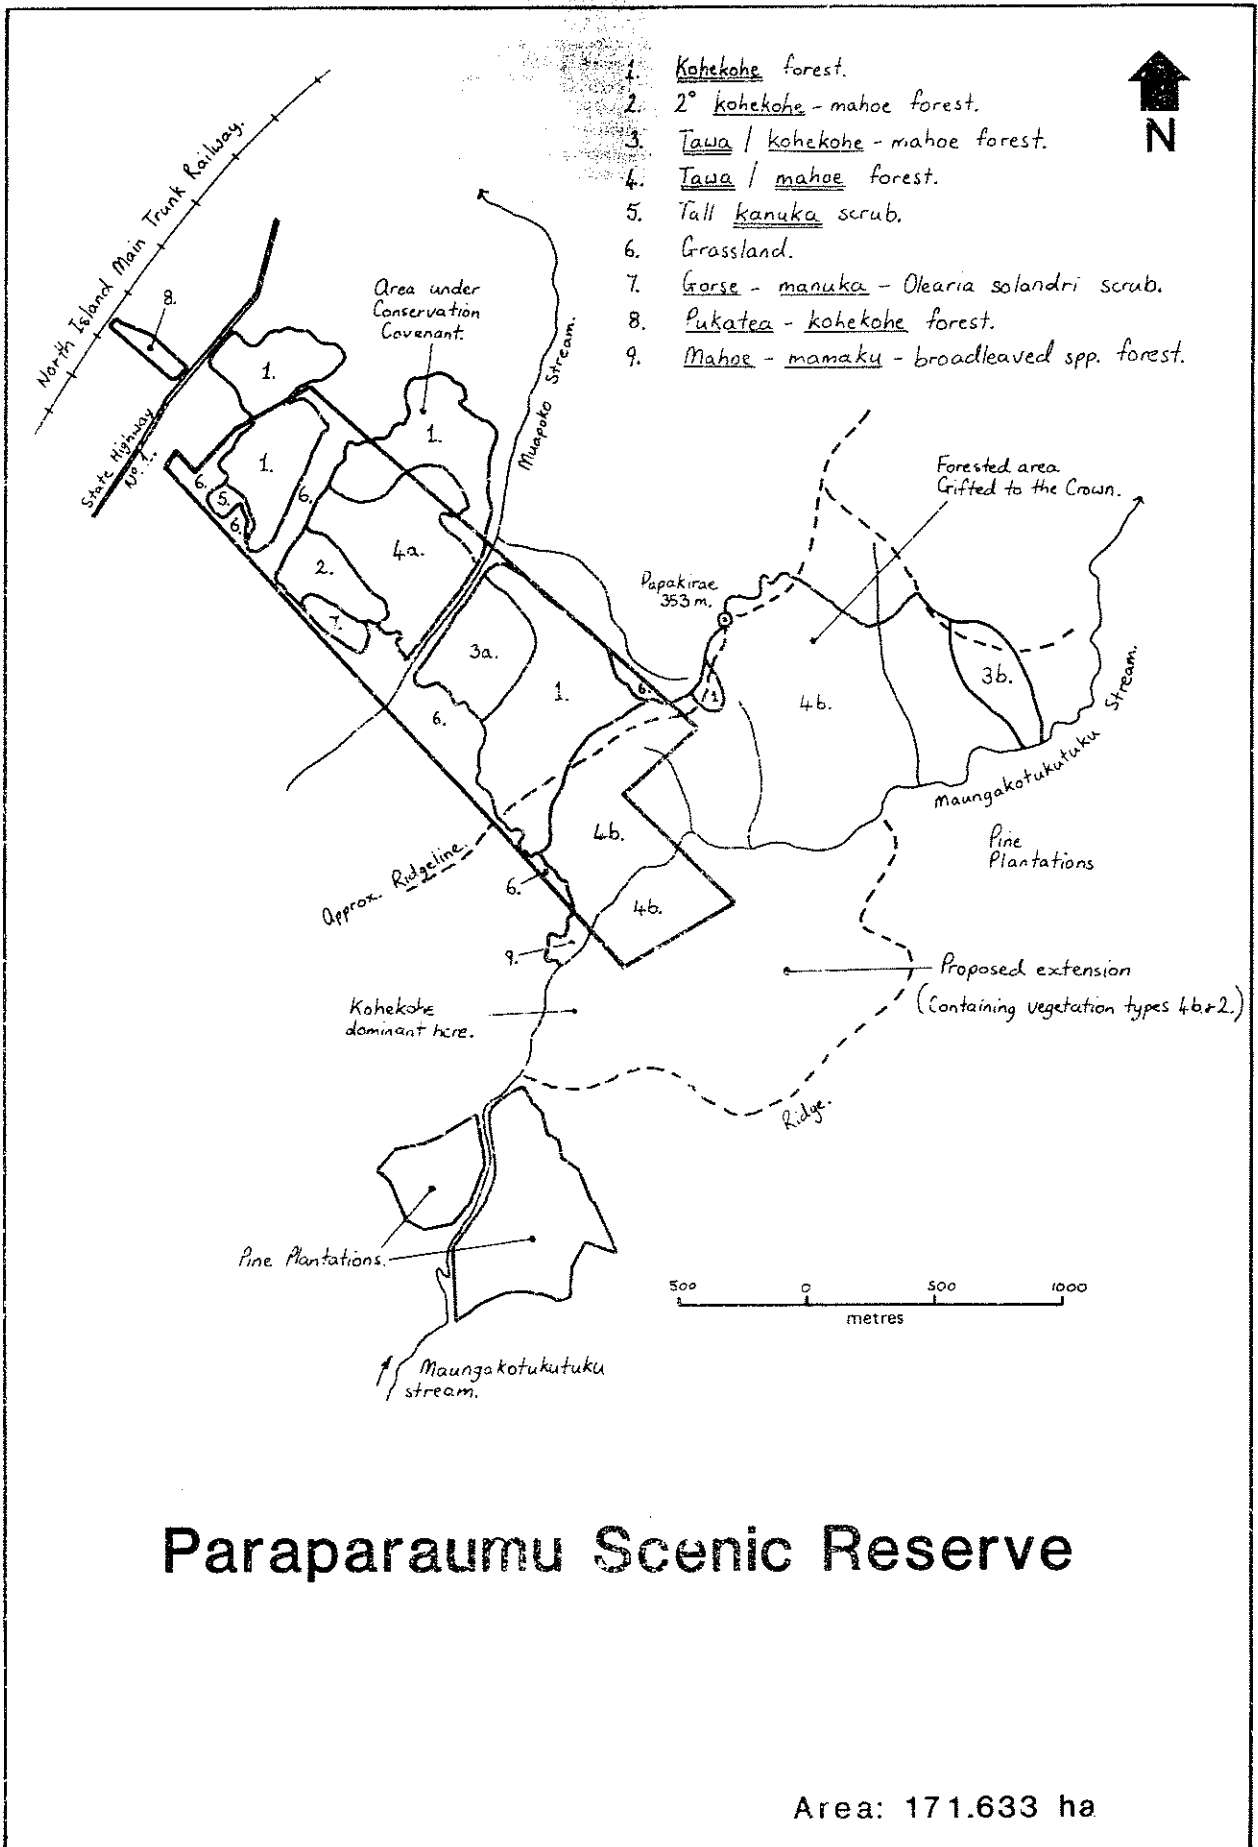 1. Kohekohe forest.
2. 2° kohekohe - mahoe forest.
3. Tawa / kohekohe - mahoe forest.
4. Tawa / mahoe forest.
5. Tall kanuka scrub.
6. Grassland.
7. Gorse - manuka - Olearia solandri scrub.
8. Pukatea - kohekohe forest.
9. Mahoe - mamaku - broadleaved spp. forest.
N
North Island Main Trunk Railway.
8.
State Highway
Nº 1.
Area under
Conservation
Covenant.
Muapoko Stream.
1.
1.
1.
6.
5.
6.
6.
2.
4a.
7.
3a.
1.
6.
6.
1
Papakirae
353 m.
Forested area
Gifted to the Crown.
4b.
3b.
Maungakotukutuku Stream.
Pine
Plantations
4b.
4b.
Approx. Ridgeline.
6.
9.
Kohekohe
dominant here.
Proposed extension
(Containing vegetation types 4b.&2.)
Ridge.
Pine Plantations.
500 0 500 1000
metres
Maungakotukutuku
stream.
Paraparaumu Scenic Reserve
Area: 171.633 ha